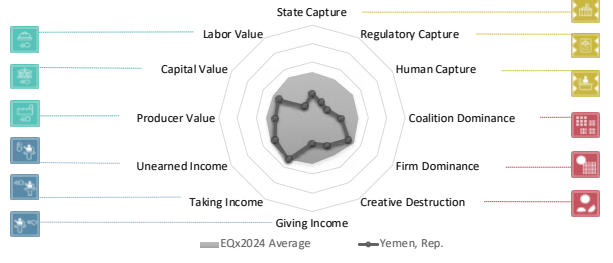 State Capture
Labor Value
Regulatory Capture
Capital Value
Human Capture
Producer Value
Coalition Dominance
Unearned Income
Firm Dominance
Taking Income
Creative Destruction
Giving Income
EQx2024 Average
Yemen, Rep.